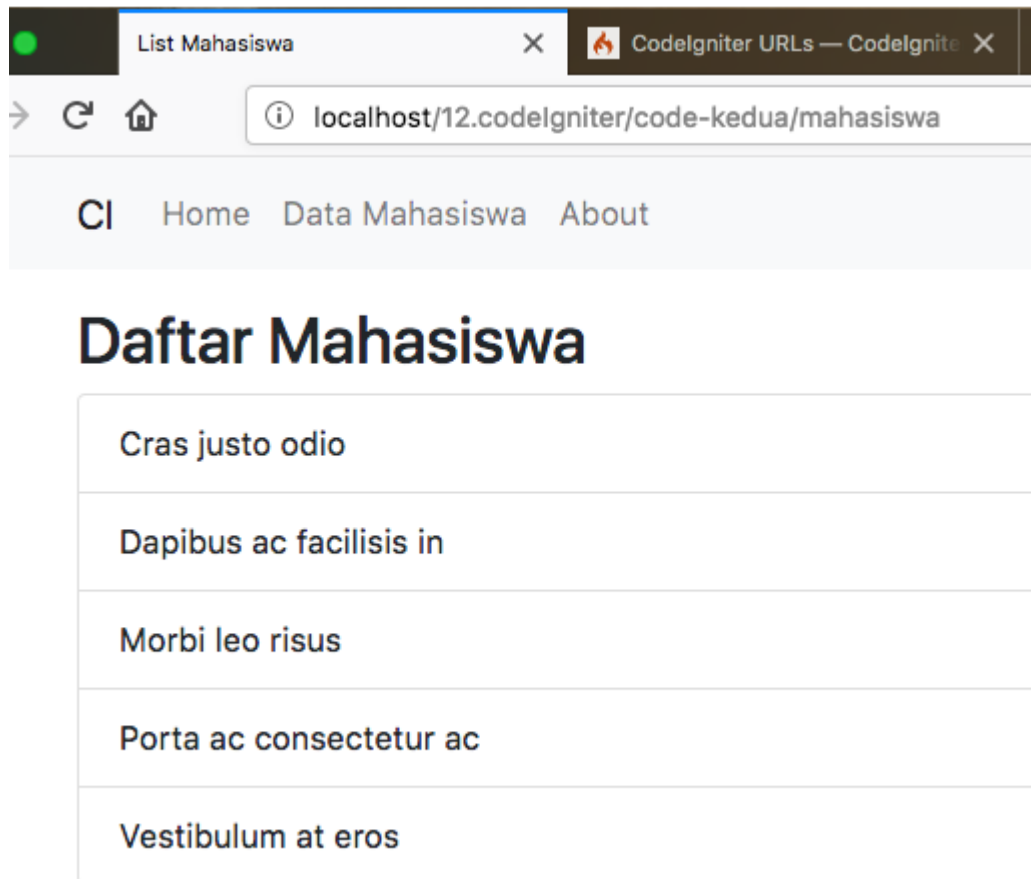 List Mahasiswa
CodeIgniter URLs — CodeIgnite
localhost/12.codeIgniter/code-kedua/mahasiswa
CI Home Data Mahasiswa About
Daftar Mahasiswa
Cras justo odio
Dapibus ac facilisis in
Morbi leo risus
Porta ac consectetur ac
Vestibulum at eros